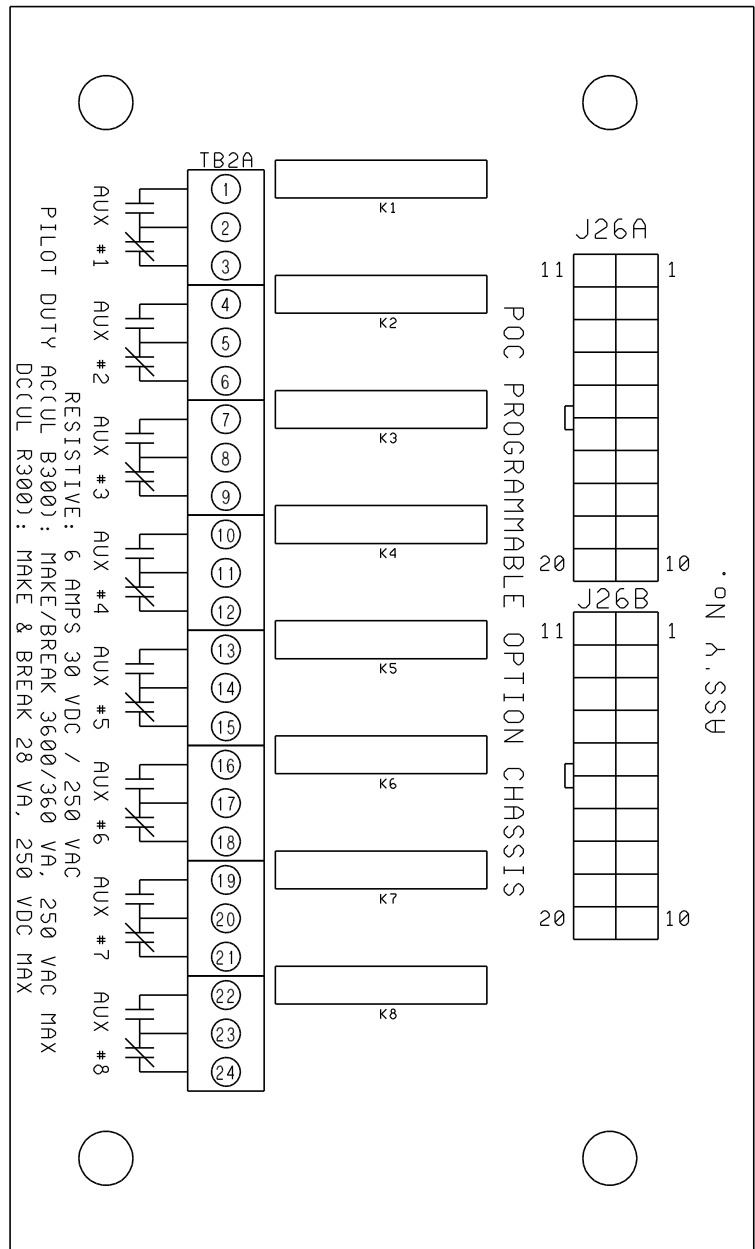 TB2A
1
2
3
4
5
6
7
8
9
10
11
12
13
14
15
16
17
18
19
20
21
22
23
24
AUX #1
AUX #2
AUX #3
AUX #4
AUX #5
AUX #6
AUX #7
AUX #8
RESISTIVE: 6 AMPS 30 VDC / 250 VAC
PILOT DUTY AC(UL B300): MAKE/BREAK 3600/360 VA, 250 VAC MAX
DC(UL R300): MAKE & BREAK 28 VA, 250 VDC MAX
K1
K2
K3
K4
K5
K6
K7
K8
POC PROGRAMMABLE OPTION CHASSIS
J26A
11 1
20 10
J26B
11 1
20 10
ASS'Y No.